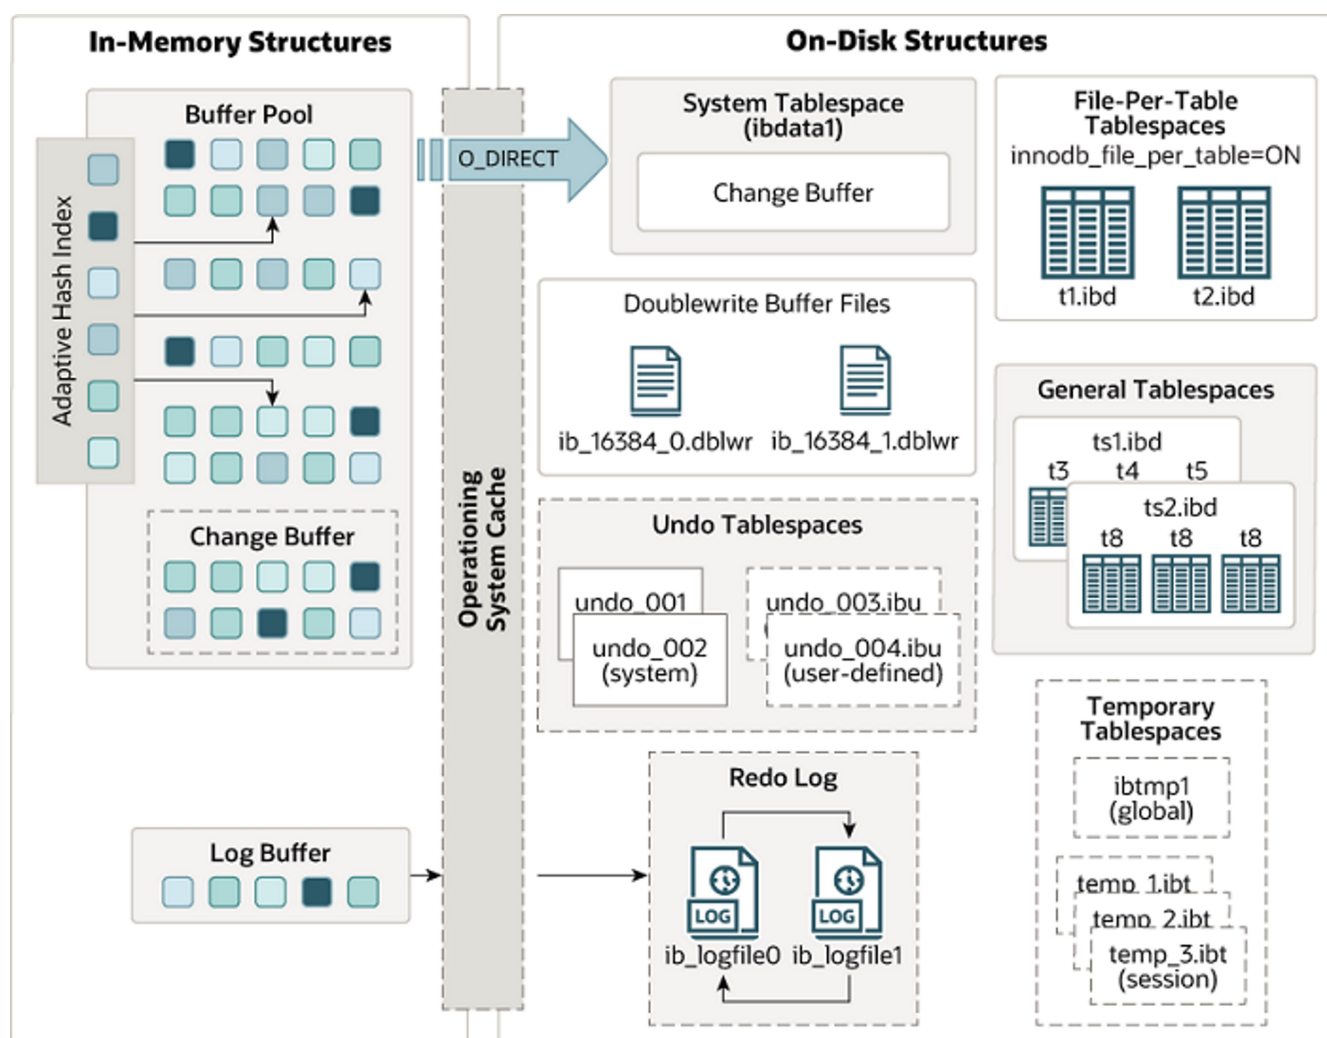 In-Memory Structures
Buffer Pool
Adaptive Hash Index
Change Buffer
Log Buffer
Operationing
System Cache
O_DIRECT
On-Disk Structures
System Tablespace
(ibdata1)
Change Buffer
Doublewrite Buffer Files
ib_16384_0.dblwr
ib_16384_1.dblwr
Undo Tablespaces
undo_001
undo_002
(system)
undo_003.ibu
undo_004.ibu
(user-defined)
Redo Log
LOG
LOG
ib_logfile0
ib_logfile1
File-Per-Table
Tablespaces
innodb_file_per_table=ON
t1.ibd
t2.ibd
General Tablespaces
ts1.ibd
t3 t4 t5
ts2.ibd
t8 t8 t8
Temporary
Tablespaces
ibtmp1
(global)
temp_1.ibt
temp_2.ibt
temp_3.ibt
(session)